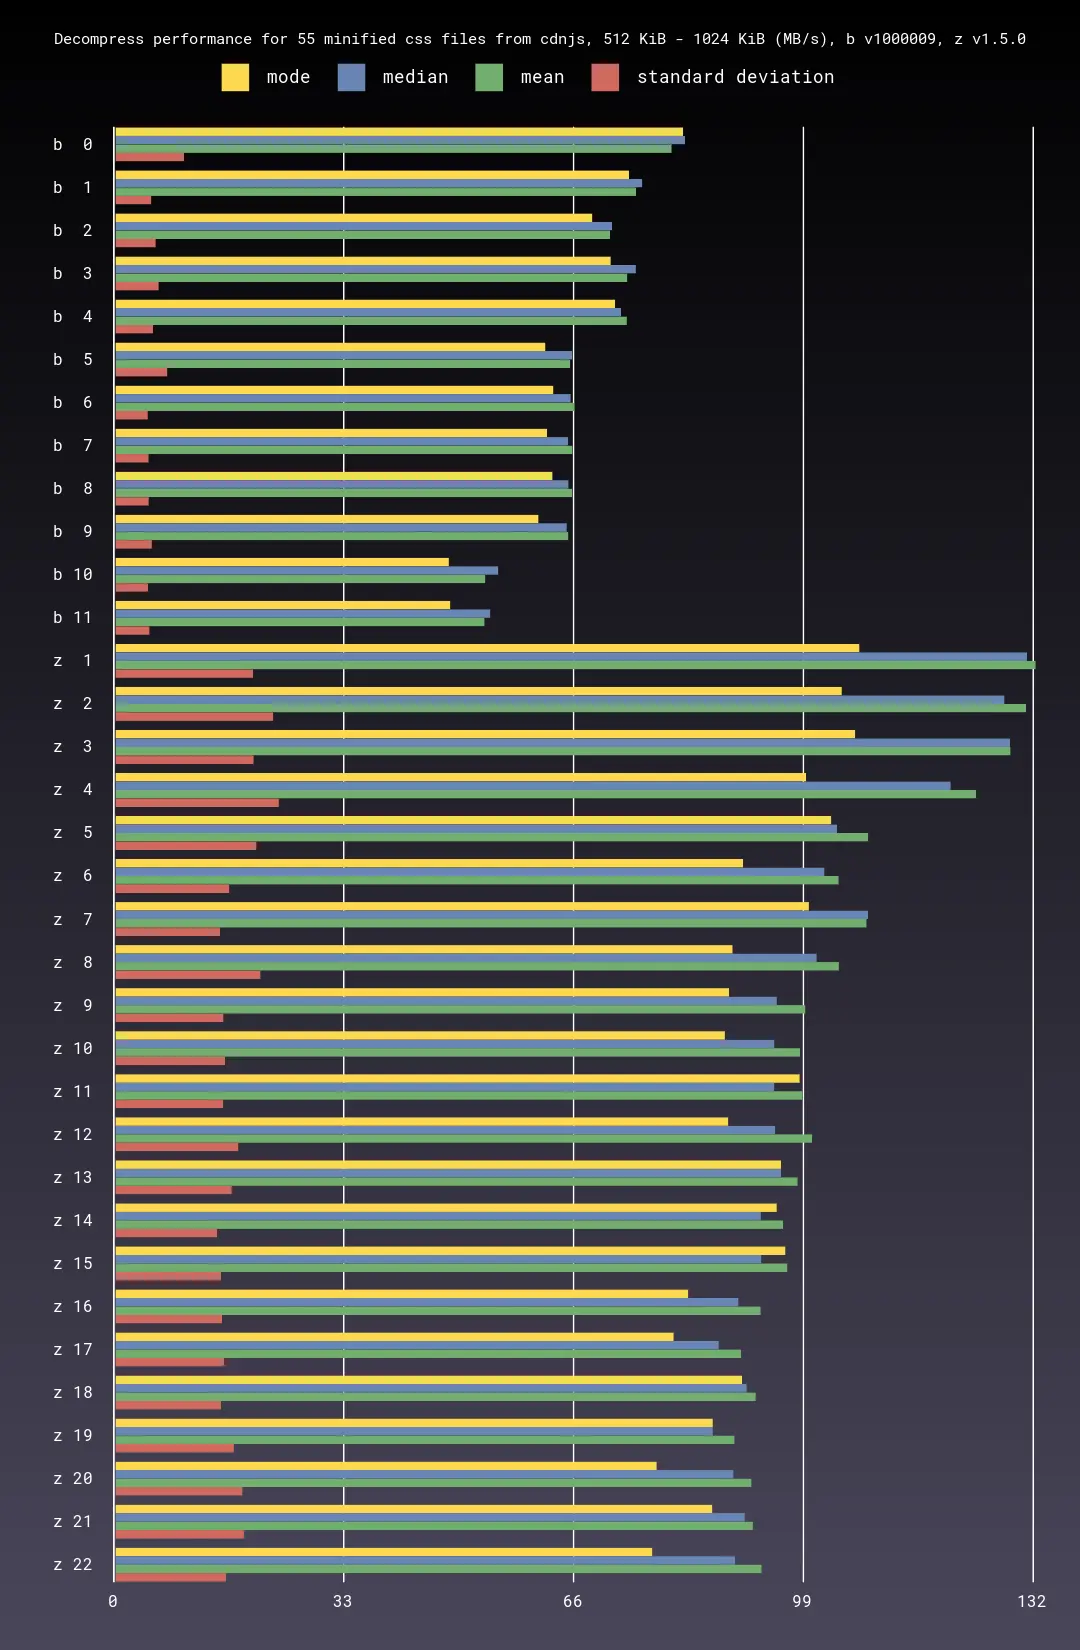 Decompress performance for 55 minified css files from cdnjs, 512 KiB - 1024 KiB (MB/s), b v1000009, z v1.5.0
mode median mean standard deviation
b 0
b 1
b 2
b 3
b 4
b 5
b 6
b 7
b 8
b 9
b 10
b 11
z 1
z 2
z 3
z 4
z 5
z 6
z 7
z 8
z 9
z 10
z 11
z 12
z 13
z 14
z 15
z 16
z 17
z 18
z 19
z 20
z 21
z 22
0 33 66 99 132